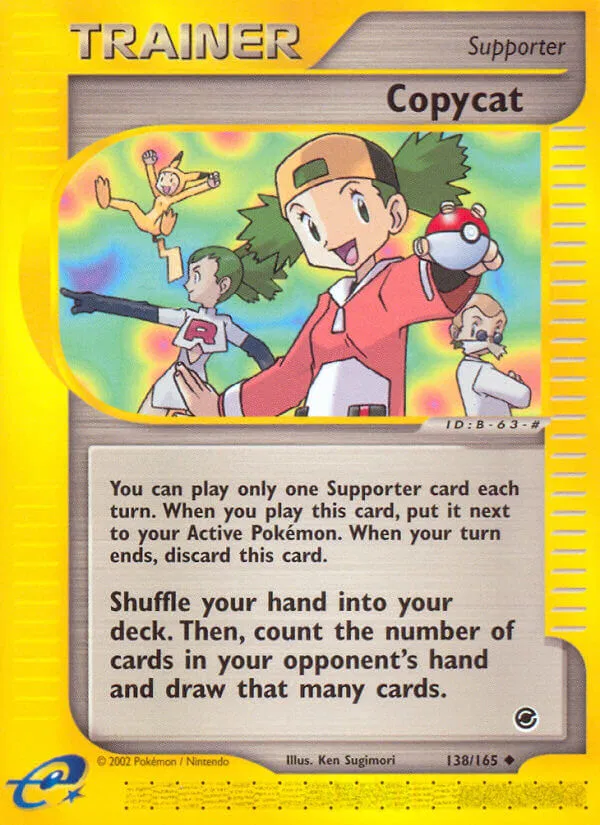 TRAINER
Supporter
Copycat
R
ID:B-63-#
You can play only one Supporter card each
turn. When you play this card, put it next
to your Active Pokémon. When your turn
ends, discard this card.
Shuffle your hand into your
deck. Then, count the number of
cards in your opponent's hand
and draw that many cards.
© 2002 Pokémon / Nintendo
Illus. Ken Sugimori
138/165 ◆
e